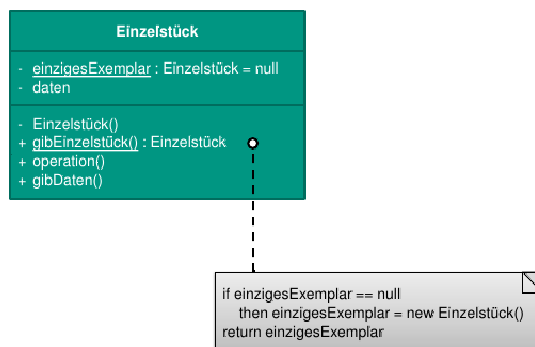 Einzelstück
- einzigesExemplar : Einzelstück = null
- daten
- Einzelstück()
+ gibEinzelstück() : Einzelstück
+ operation()
+ gibDaten()
if einzigesExemplar == null
then einzigesExemplar = new Einzelstück()
return einzigesExemplar